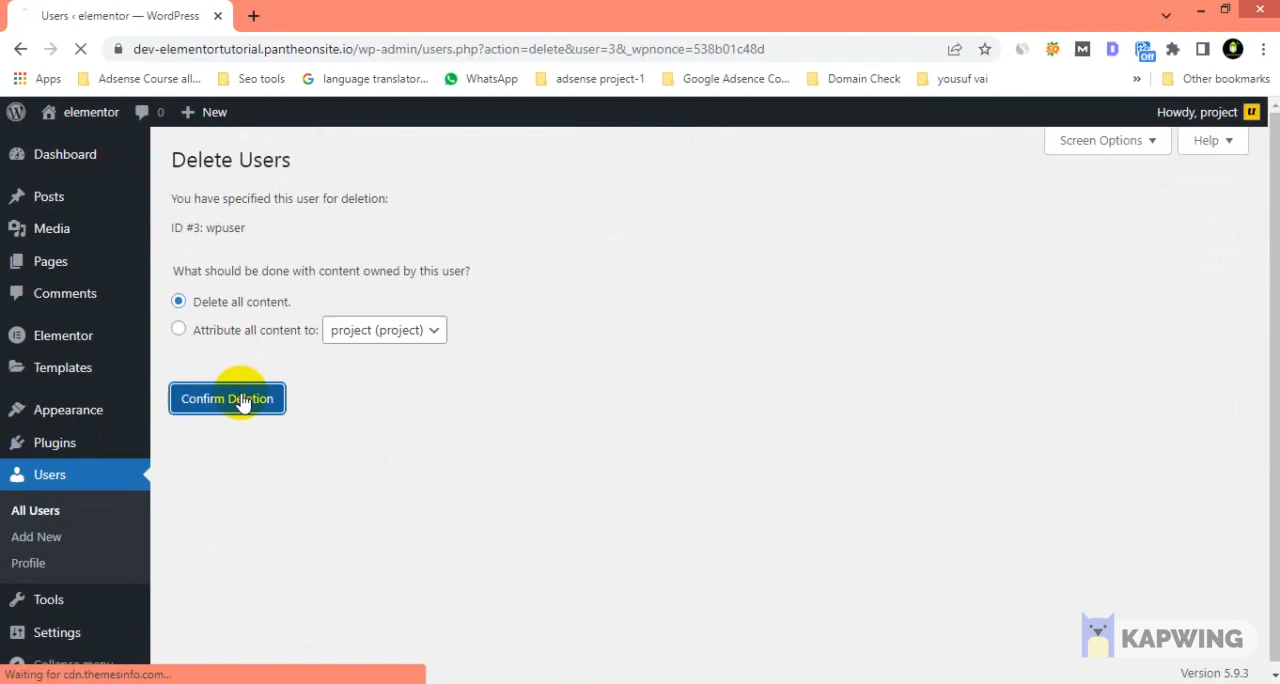 Users ‹ elementor — WordPress
dev-elementortutorial.pantheonsite.io/wp-admin/users.php?action=delete&user=3&_wpnonce=538b01c48d
Off
Apps
Adsense Course all...
Seo tools
language translator...
WhatsApp
adsense project-1
Google Adsence Co...
Domain Check
yousuf vai
»
Other bookmarks
elementor
0
New
Howdy, project
Dashboard
Posts
Media
Pages
Comments
Elementor
Templates
Appearance
Plugins
Users
All Users
Add New
Profile
Tools
Settings
Collapse menu
Screen Options
Help
Delete Users
You have specified this user for deletion:
ID #3: wpuser
What should be done with content owned by this user?
Delete all content.
Attribute all content to: project (project)
Confirm Deletion
KAPWING
Waiting for cdn.themesinfo.com...
Version 5.9.3